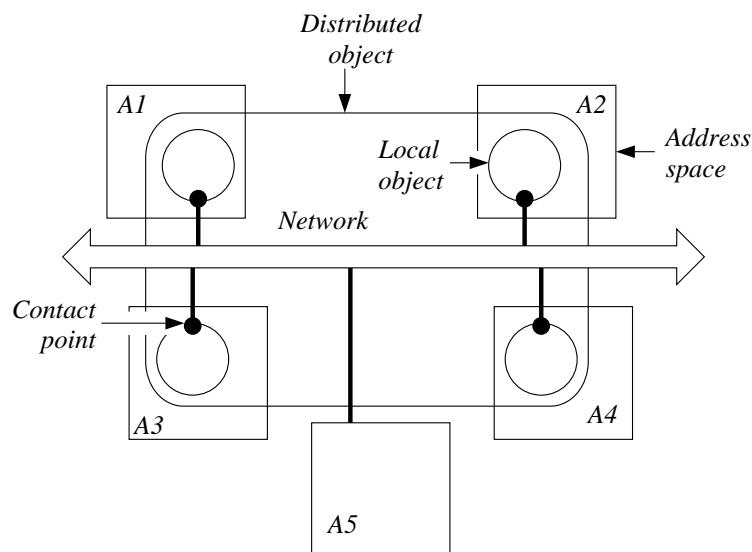 Distributed
object
A1
A2
Local
object
Address
space
Network
Contact
point
A3
A4
A5